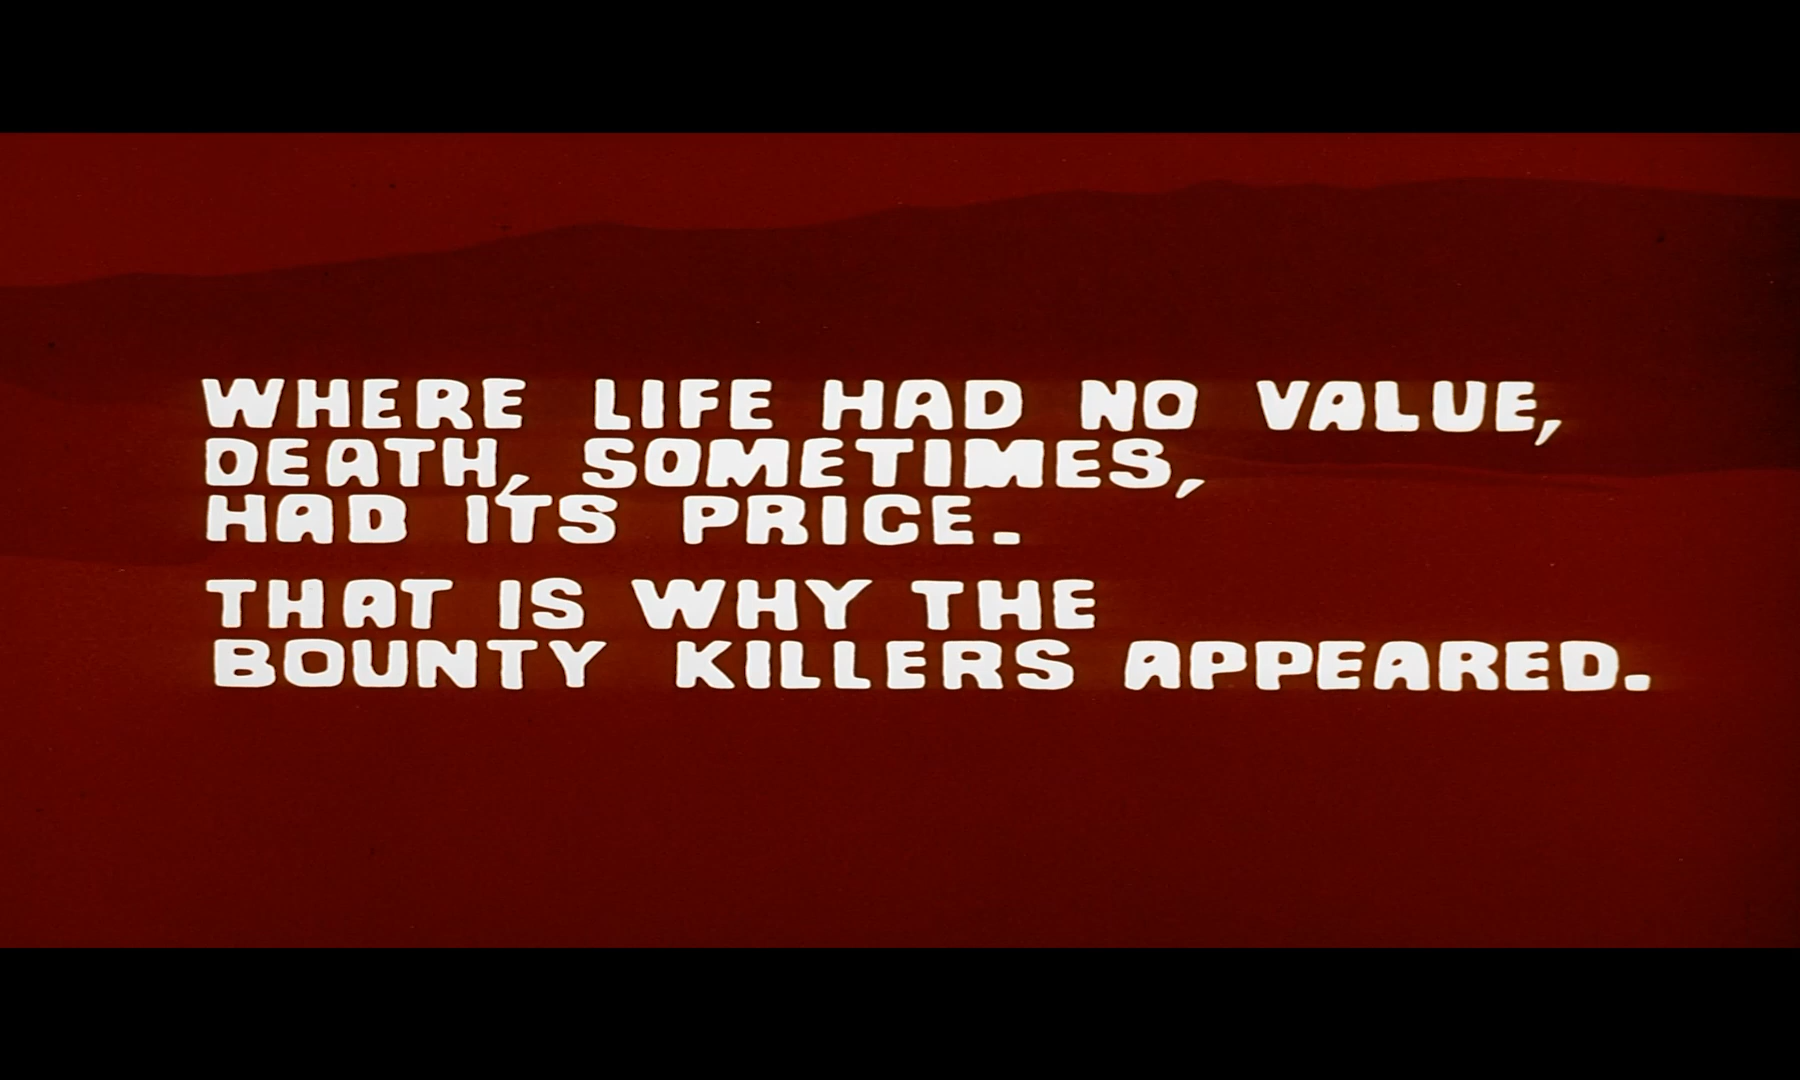 WHERE LIFE HAD NO VALUE,
DEATH, SOMETIMES,
HAD ITS PRICE.
THAT IS WHY THE
BOUNTY KILLERS APPEARED.